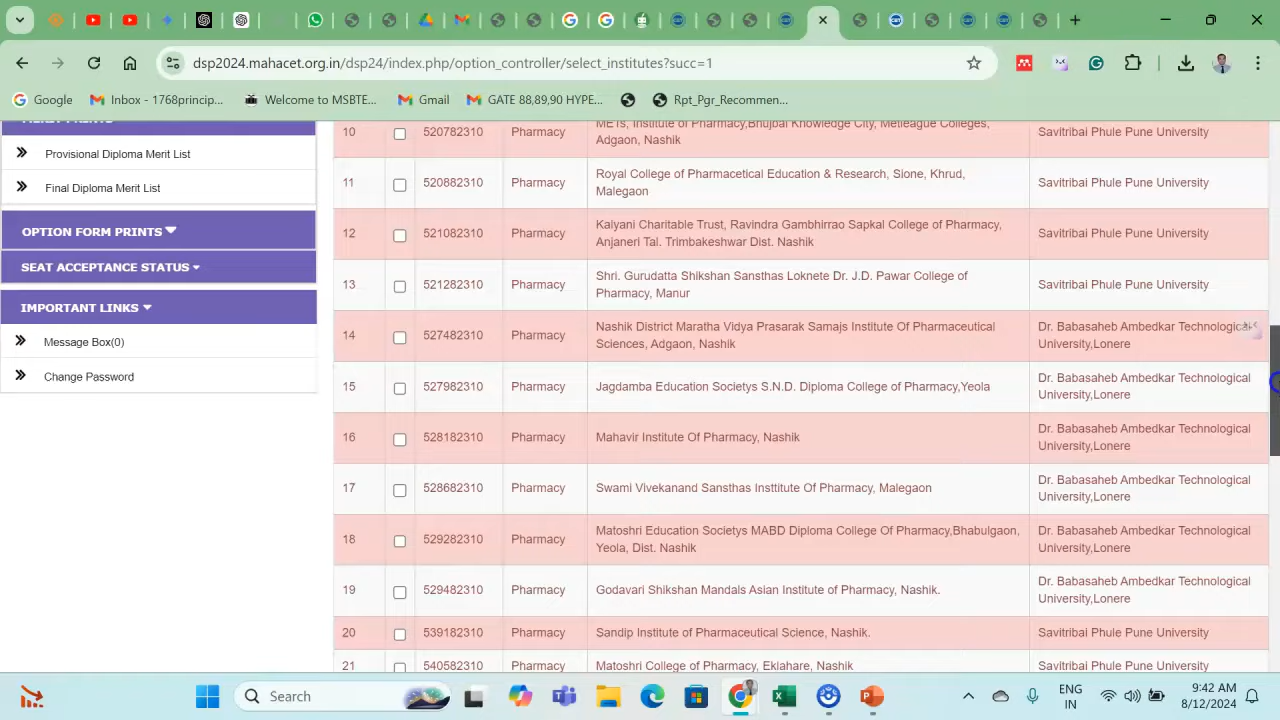 dsp2024.mahacet.org.in/dsp24/index.php/option_controller/select_institutes?succ=1
Google
Inbox - 1768princip...
Welcome to MSBTE...
Gmail
GATE 88,89,90 HYPE...
Rpt_Pgr_Recommen...
Provisional Diploma Merit List
Final Diploma Merit List
OPTION FORM PRINTS
SEAT ACCEPTANCE STATUS
IMPORTANT LINKS
Message Box(0)
Change Password
10 520782310 Pharmacy METs, Institute of Pharmacy,Bhujbal Knowledge City, Metleague Colleges, Savitribai Phule Pune University
Adgaon, Nashik
11 520882310 Pharmacy Royal College of Pharmacetical Education & Research, Sione, Khrud, Savitribai Phule Pune University
Malegaon
12 521082310 Pharmacy Kalyani Charitable Trust, Ravindra Gambhirrao Sapkal College of Pharmacy, Savitribai Phule Pune University
Anjaneri Tal. Trimbakeshwar Dist. Nashik
13 521282310 Pharmacy Shri. Gurudatta Shikshan Sansthas Loknete Dr. J.D. Pawar College of Savitribai Phule Pune University
Pharmacy, Manur
14 527482310 Pharmacy Nashik District Maratha Vidya Prasarak Samajs Institute Of Pharmaceutical Dr. Babasaheb Ambedkar Technological
Sciences, Adgaon, Nashik University,Lonere
15 527982310 Pharmacy Jagdamba Education Societys S.N.D. Diploma College of Pharmacy,Yeola Dr. Babasaheb Ambedkar Technological
University,Lonere
16 528182310 Pharmacy Mahavir Institute Of Pharmacy, Nashik Dr. Babasaheb Ambedkar Technological
University,Lonere
17 528682310 Pharmacy Swami Vivekanand Sansthas Insttitute Of Pharmacy, Malegaon Dr. Babasaheb Ambedkar Technological
University,Lonere
18 529282310 Pharmacy Matoshri Education Societys MABD Diploma College Of Pharmacy,Bhabulgaon, Dr. Babasaheb Ambedkar Technological
Yeola, Dist. Nashik University,Lonere
19 529482310 Pharmacy Godavari Shikshan Mandals Asian Institute of Pharmacy, Nashik. Dr. Babasaheb Ambedkar Technological
University,Lonere
20 539182310 Pharmacy Sandip Institute of Pharmaceutical Science, Nashik. Savitribai Phule Pune University
21 540582310 Pharmacy Matoshri College of Pharmacy, Eklahare, Nashik Savitribai Phule Pune University
Search
ENG
IN
9:42 AM
8/12/2024